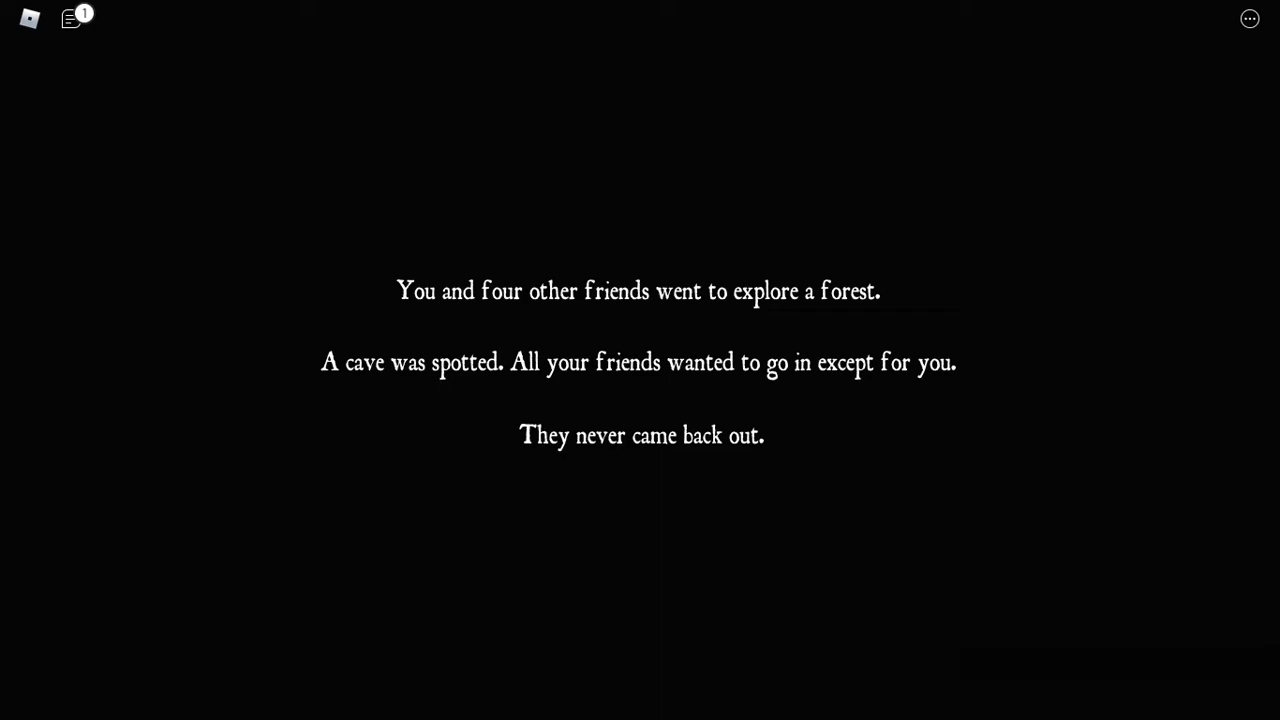 1
You and four other friends went to explore a forest.
A cave was spotted. All your friends wanted to go in except for you.
They never came back out.